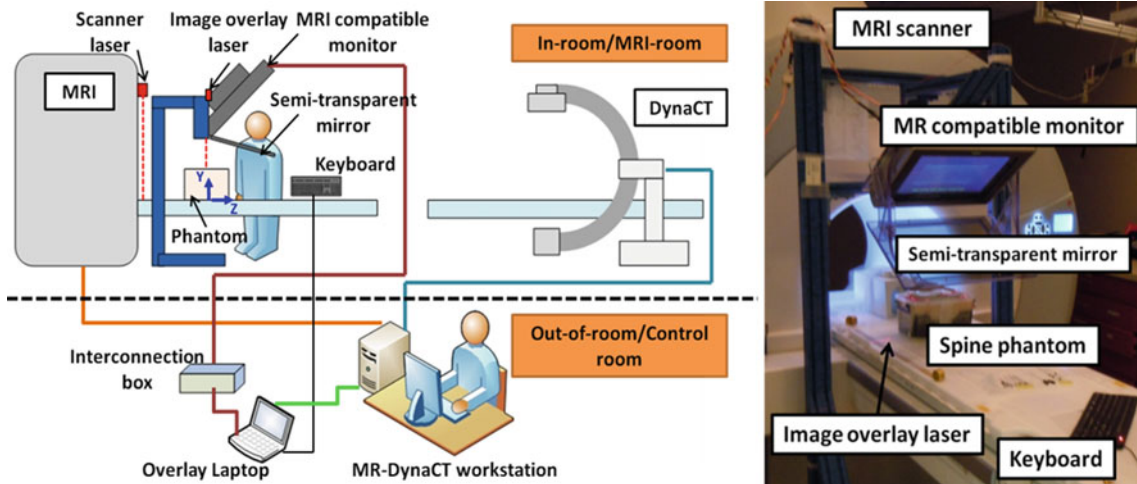 Scanner
laser
Image overlay
laser
MRI compatible
monitor
MRI
Semi-transparent
mirror
Keyboard
Y
Z
Phantom
In-room/MRI-room
DynaCT
Out-of-room/Control
room
Interconnection
box
Overlay Laptop
MR-DynaCT workstation
MRI scanner
MR compatible monitor
Semi-transparent mirror
Spine phantom
Image overlay laser
Keyboard